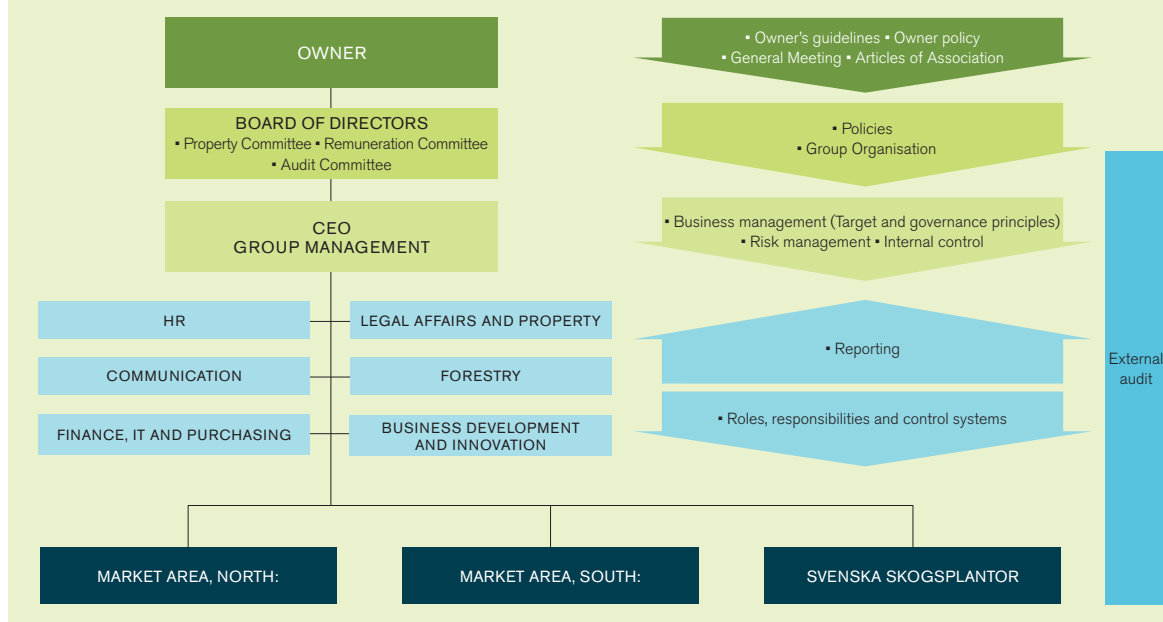 OWNER
▪ Owner's guidelines ▪ Owner policy
▪ General Meeting ▪ Articles of Association
BOARD OF DIRECTORS
▪ Property Committee ▪ Remuneration Committee
▪ Audit Committee
▪ Policies
▪ Group Organisation
CEO
GROUP MANAGEMENT
▪ Business management (Target and governance principles)
▪ Risk management ▪ Internal control
HR
LEGAL AFFAIRS AND PROPERTY
COMMUNICATION
FORESTRY
FINANCE, IT AND PURCHASING
BUSINESS DEVELOPMENT
AND INNOVATION
▪ Reporting
▪ Roles, responsibilities and control systems
External
audit
MARKET AREA, NORTH:
MARKET AREA, SOUTH:
SVENSKA SKOGSPLANTOR